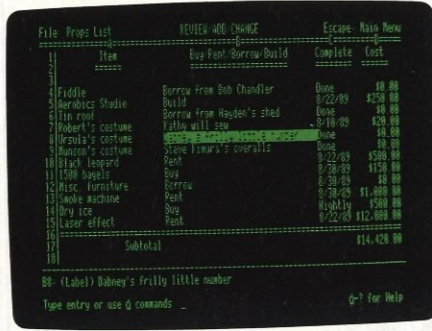 File Props List REVIEW/ADD/CHANGE Escape: Main Menu
A B C D
1 Item Buy/Rent/Borrow/Build Complete Cost
2
3
4 Fiddle Borrow from Bob Chandler Done $0.00
5 Aerobics Studio Build 8/22/89 $250.00
6 Tin roof Borrow from Hayden's shed Done $0.00
7 Robert's costume Kathy will sew 8/10/89 $20.00
8 Ursula's costume Dabney's frilly little number Done $0.00
9 Munson's costume Steve Timura's overalls Done $0.00
10 Black leopard Rent 8/22/89 $500.00
11 1500 bagels Buy 8/30/89 $150.00
12 Misc. furniture Borrow 8/30/89 $0.00
13 Smoke machine Rent 8/30/89 $1,000.00
14 Dry ice Buy Nightly $500.00
15 Laser effect Rent 8/22/89 $12,000.00
16
17 Subtotal $14,420.00
18
B8: (Label) Dabney's frilly little number
Type entry or use commands -? for Help